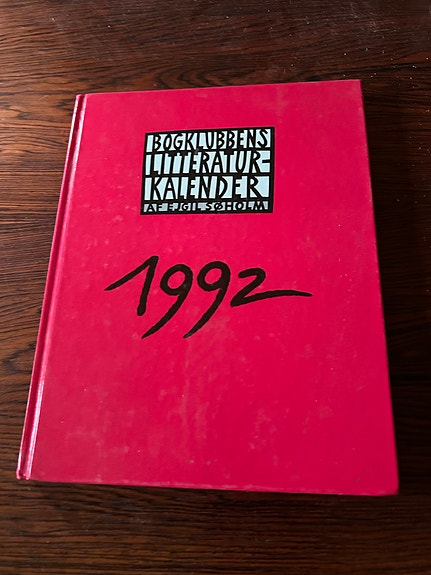 BOGKLUBBENS
LITTERATUR-
KALENDER
AF EJGIL SØHOLM
1992